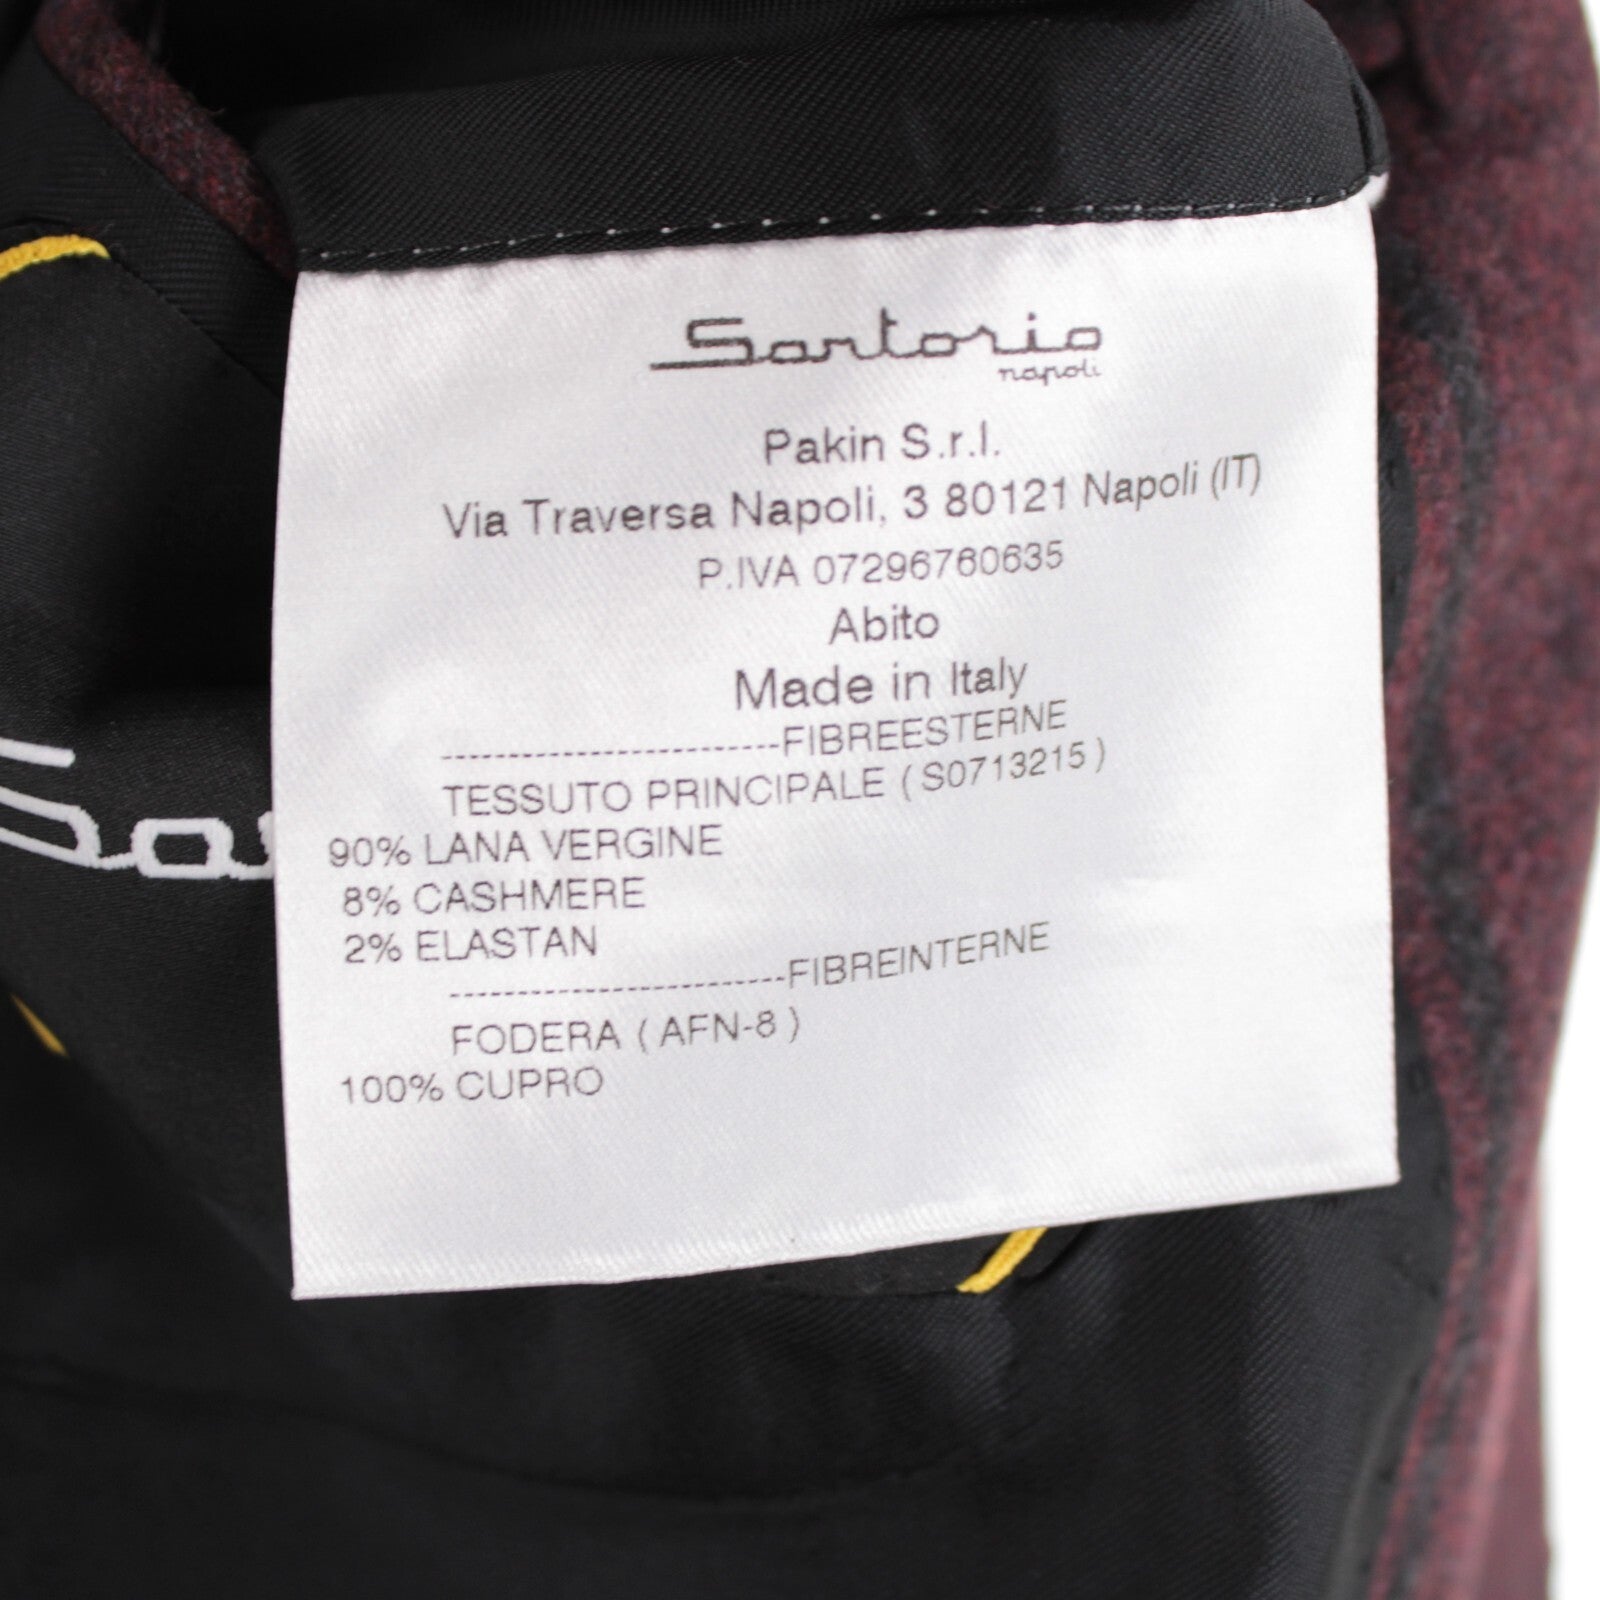 Sartorio
napoli
Pakin S.r.l.
Via Traversa Napoli, 3 80121 Napoli (IT)
P.IVA 07296760635
Abito
Made in Italy
-------------------------FIBREESTERNE
TESSUTO PRINCIPALE ( S0713215 )
90% LANA VERGINE
8% CASHMERE
2% ELASTAN
-------------------------FIBREINTERNE
FODERA ( AFN-8 )
100% CUPRO